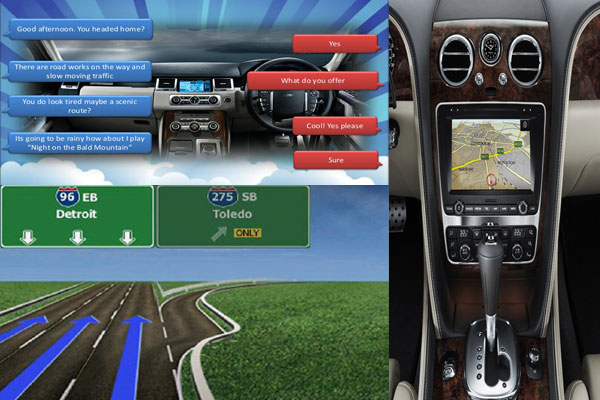 Good afternoon. You headed home?
Yes
There are road works on the way and
slow moving traffic
What do you offer
You do look tired maybe a scenic
route?
Cool! Yes please
Its going to be rainy how about I play
"Night on the Bald Mountain"
Sure
96 EB
Detroit
275 SB
Toledo
ONLY